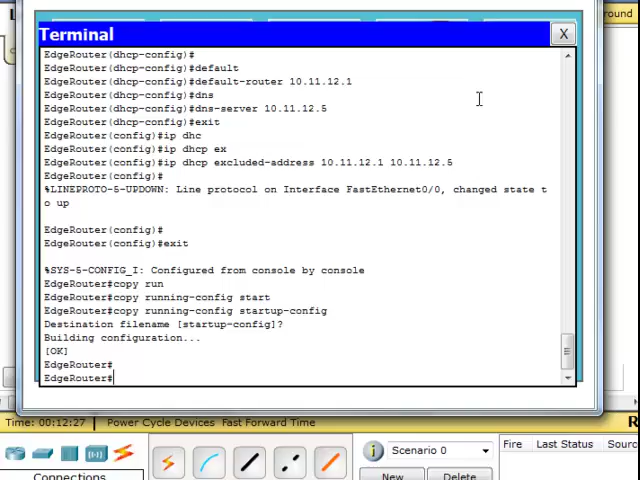 ound
Terminal
X
EdgeRouter(dhcp-config)#
EdgeRouter(dhcp-config)#default
EdgeRouter(dhcp-config)#default-router 10.11.12.1
EdgeRouter(dhcp-config)#dns
EdgeRouter(dhcp-config)#dns-server 10.11.12.5
EdgeRouter(dhcp-config)#exit
EdgeRouter(config)#ip dhc
EdgeRouter(config)#ip dhcp ex
EdgeRouter(config)#ip dhcp excluded-address 10.11.12.1 10.11.12.5
EdgeRouter(config)#
%LINEPROTO-5-UPDOWN: Line protocol on Interface FastEthernet0/0, changed state t
o up
EdgeRouter(config)#
EdgeRouter(config)#exit
%SYS-5-CONFIG_I: Configured from console by console
EdgeRouter#copy run
EdgeRouter#copy running-config start
EdgeRouter#copy running-config startup-config
Destination filename [startup-config]?
Building configuration...
[OK]
EdgeRouter#
EdgeRouter#
Time: 00:12:27 Power Cycle Devices Fast Forward Time R
Scenario 0
Fire Last Status Sourc
Connections
New Delete